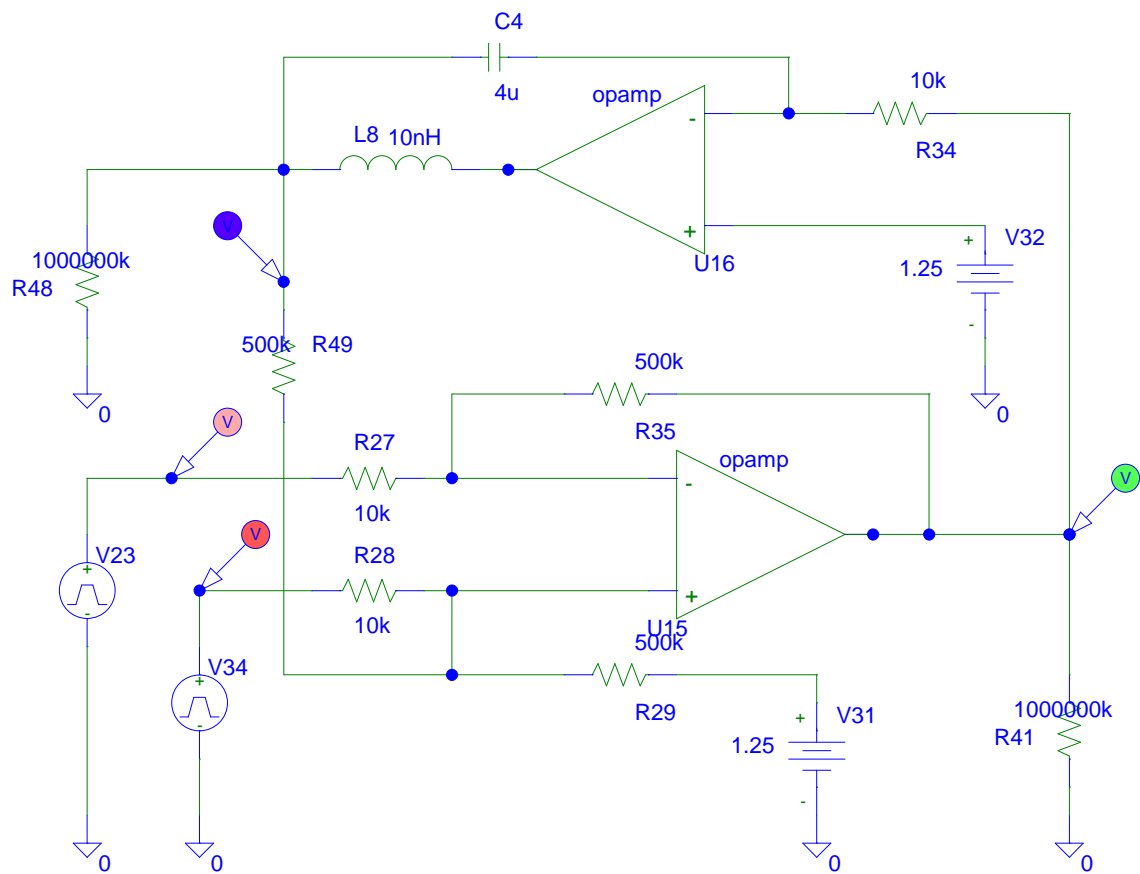 C4
4u
opamp
10k
-
L8 10nH
R34
V
+
+
V32
U16
1.25
1000000k
R48
-
500k R49
500k
0
0
V
R35
R27
opamp
-
V
10k
V
V23
R28
+
+
-
10k
U15
500k
V34
+
R29
+
V31
1000000k
-
1.25
R41
-
0
0
0
0